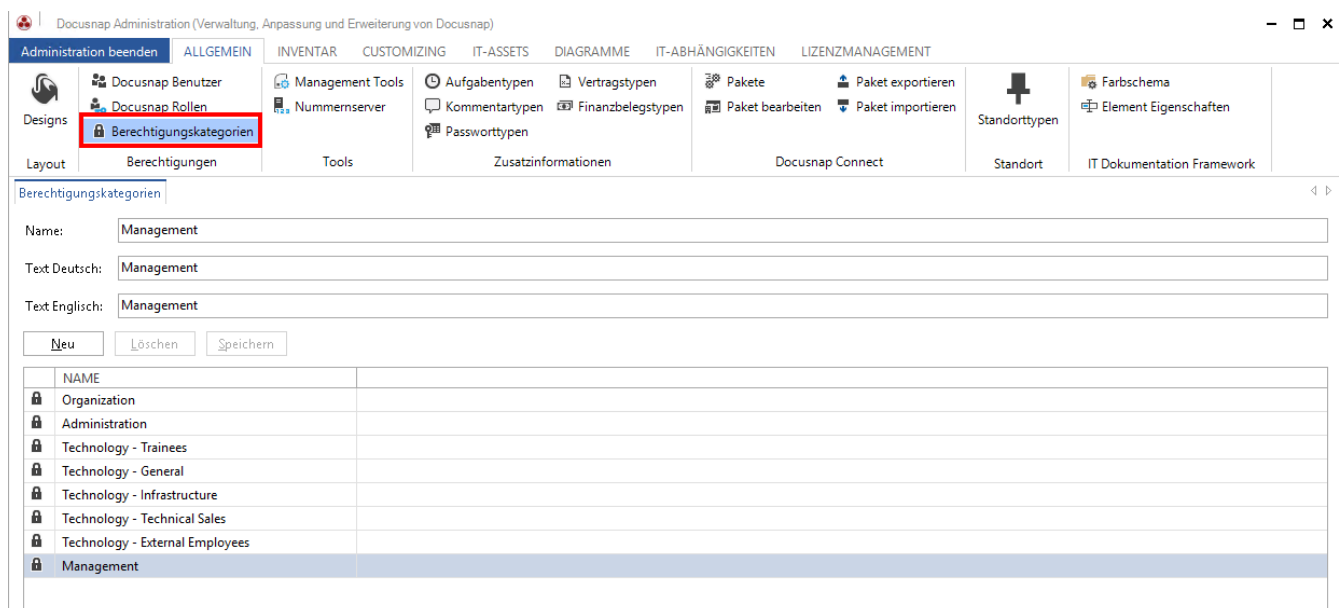 Docusnap Administration (Verwaltung, Anpassung und Erweiterung von Docusnap)
Administration beenden ALLGEMEIN INVENTAR CUSTOMIZING IT-ASSETS DIAGRAMME IT-ABHÄNGIGKEITEN LIZENZMANAGEMENT
Designs
Layout
Docusnap Benutzer
Docusnap Rollen
Berechtigungskategorien
Berechtigungen
Management Tools
Nummernserver
Tools
Aufgabentypen Vertragstypen
Kommentartypen Finanzbelegstypen
Passworttypen
Zusatzinformationen
Pakete Paket exportieren
Paket bearbeiten Paket importieren
Docusnap Connect
Standorttypen
Standort
Farbschema
Element Eigenschaften
IT Dokumentation Framework
Berechtigungskategorien
Name: Management
Text Deutsch: Management
Text Englisch: Management
Neu Löschen Speichern
NAME
Organization
Administration
Technology - Trainees
Technology - General
Technology - Infrastructure
Technology - Technical Sales
Technology - External Employees
Management